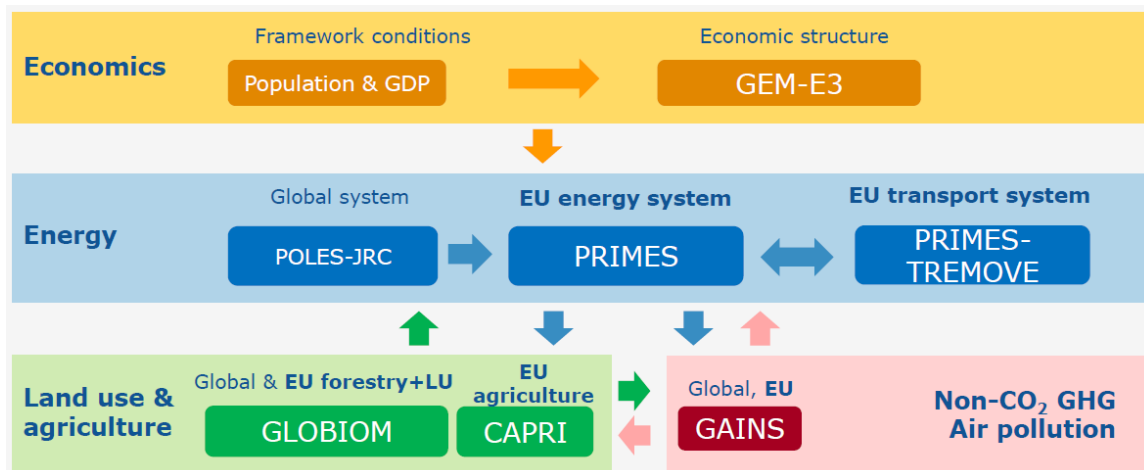 Framework conditions
Economic structure
Economics
Population & GDP
GEM-E3
Global system
EU energy system
EU transport system
Energy
POLES-JRC
PRIMES
PRIMES-
TREMOVE
Land use &
agriculture
Global & EU forestry+LU
EU
agriculture
GLOBIOM
CAPRI
Global, EU
GAINS
Non-CO₂ GHG
Air pollution